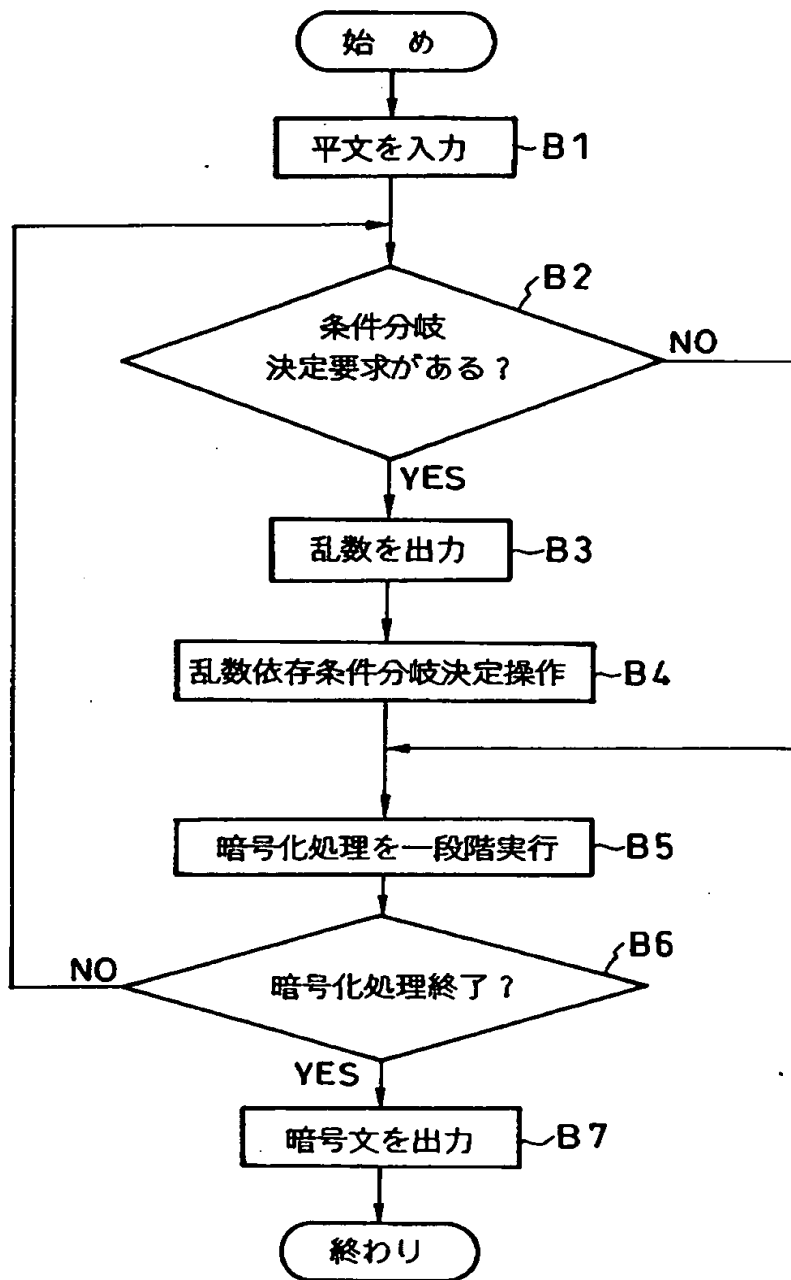 始め
平文を入力
B1
B2
条件分岐
決定要求がある?
NO
YES
乱数を出力
B3
乱数依存条件分岐決定操作
B4
暗号化処理を一段階実行
B5
B6
NO
暗号化処理終了?
YES
暗号文を出力
B7
終わり